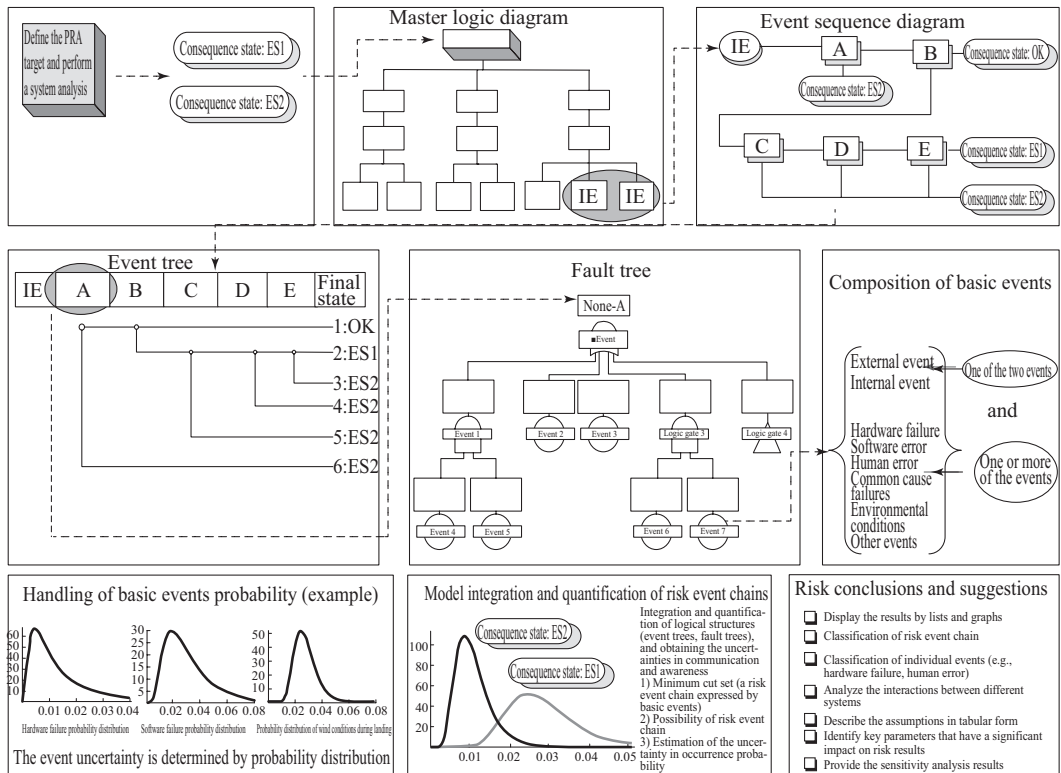 Define the PRA
target and perform
a system analysis
Consequence state: ES1
Consequence state: ES2
Master logic diagram
IE
IE
Event sequence diagram
IE
A
B
Consequence state: OK
Consequence state: ES2
C
D
E
Consequence state: ES1
Consequence state: ES2
Event tree
IE
A
B
C
D
E
Final
state
1:OK
2:ES1
3:ES2
4:ES2
5:ES2
6:ES2
Fault tree
None-A
■Event
Event 1
Event 2
Event 3
Logic gate 3
Logic gate 4
Event 4
Event 5
Event 6
Event 7
Composition of basic events
External event
Internal event
One of the two events
and
Hardware failure
Software error
Human error
Common cause
failures
Environmental
conditions
Other events
One or more
of the events
Handling of basic events probability (example)
60
50
40
30
20
10
0.01 0.02 0.03 0.04
Hardware failure probability distribution
30
25
20
15
10
5
0.02 0.04 0.06 0.08
Software failure probability distribution
50
40
30
20
10
0.02 0.04 0.06 0.08
Probability distribution of wind conditions during landing
The event uncertainty is determined by probability distribution
Model integration and quantification of risk event chains
100
80
60
40
20
0.01 0.02 0.03 0.04 0.05
Consequence state: ES2
Consequence state: ES1
Integration and quantifica-
tion of logical structures
(event trees, fault trees),
and obtaining the uncert-
ainties in communication
and awareness
1) Minimum cut set (a risk
event chain expressed by
basic events)
2) Possibility of risk event
chain
3) Estimation of the uncer-
tainty in occurrence proba-
bility
Risk conclusions and suggestions
Display the results by lists and graphs
Classification of risk event chain
Classification of individual events (e.g.,
hardware failure, human error)
Analyze the interactions between different
systems
Describe the assumptions in tabular form
Identify key parameters that have a significant
impact on risk results
Provide the sensitivity analysis results